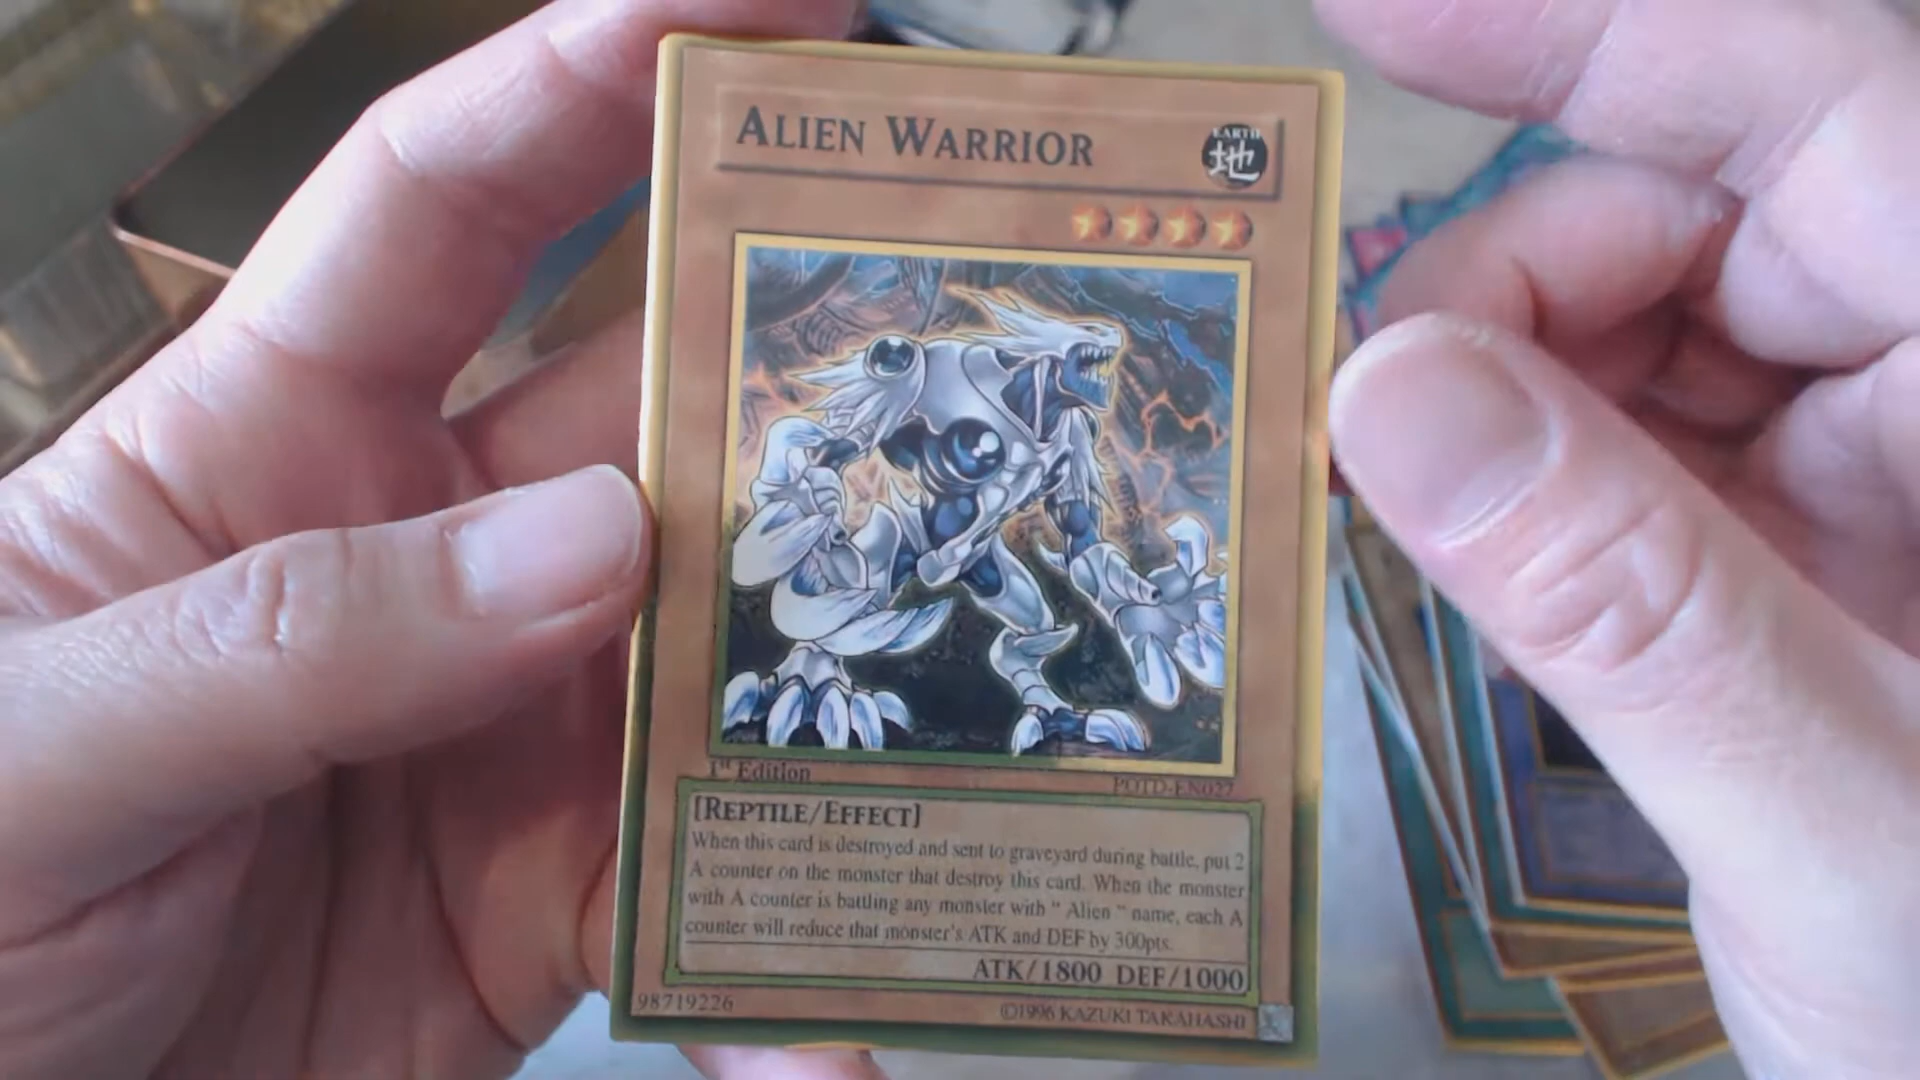 ALIEN WARRIOR
EARTH
地
1st Edition
POTD-EN027
[REPTILE/EFFECT]
When this card is destroyed and sent to graveyard during battle, put 2
A counter on the monster that destroy this card. When the monster
with A counter is battling any monster with " Alien " name, each A
counter will reduce that monster's ATK and DEF by 300pts.
ATK/1800 DEF/1000
98719226
©1996 KAZUKI TAKAHASHI